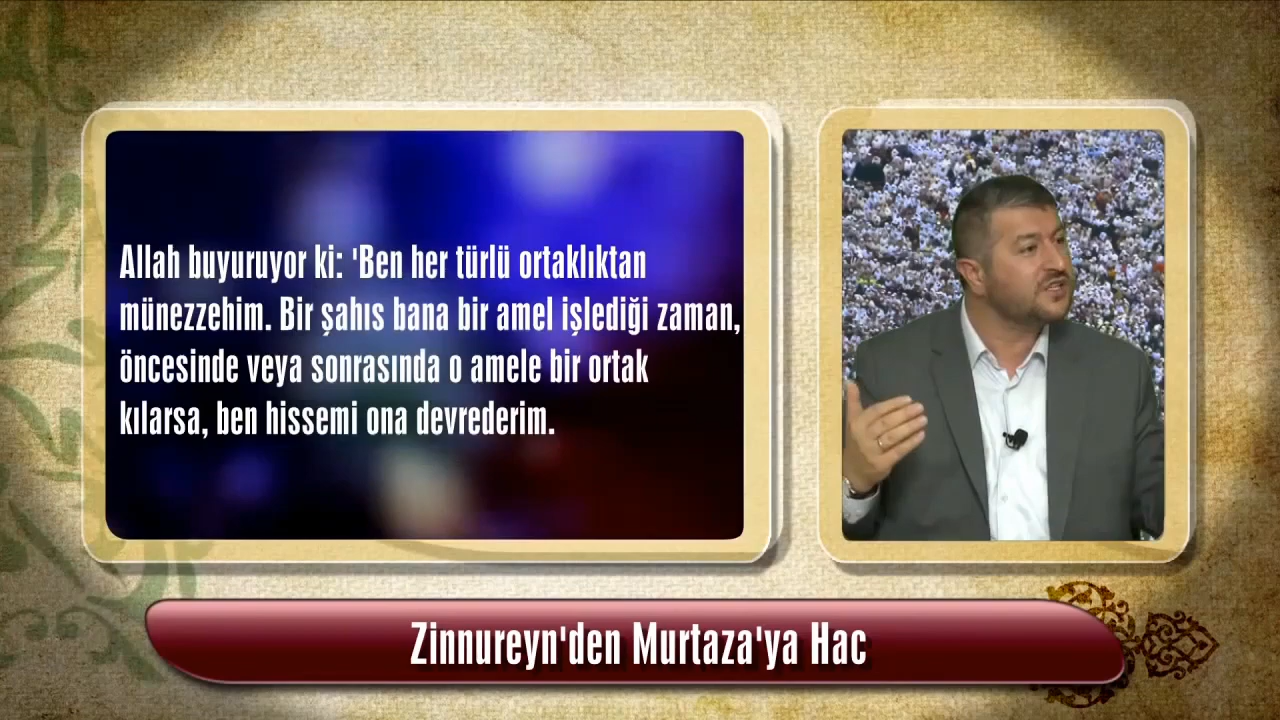 Allah buyuruyor ki: 'Ben her türlü ortaklıktan
münezzehim. Bir şahıs bana bir amel işlediği zaman,
öncesinde veya sonrasında o amele bir ortak
kılarsa, ben hissemi ona devrederim.
Zinnureyn'den Murtaza'ya Hac